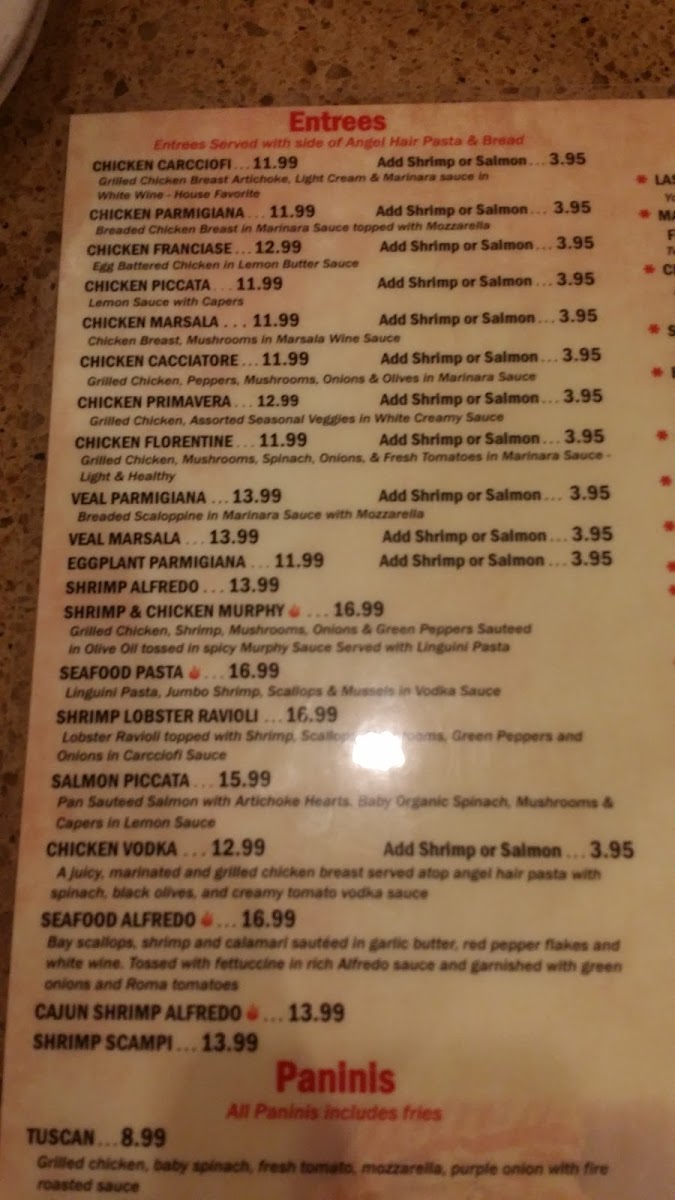 Entrees
Entrees Served with side of Angel Hair Pasta & Bread
CHICKEN CARCCIOFI... 11.99 Add Shrimp or Salmon... 3.95
Grilled Chicken Breast Artichoke, Light Cream & Marinara sauce in
White Wine - House Favorite
CHICKEN PARMIGIANA... 11.99 Add Shrimp or Salmon... 3.95
Breaded Chicken Breast in Marinara Sauce topped with Mozzarella
CHICKEN FRANCIASE... 12.99 Add Shrimp or Salmon... 3.95
Egg Battered Chicken in Lemon Butter Sauce
CHICKEN PICCATA... 11.99 Add Shrimp or Salmon... 3.95
Lemon Sauce with Capers
CHICKEN MARSALA... 11.99 Add Shrimp or Salmon... 3.95
Chicken Breast, Mushrooms in Marsala Wine Sauce
CHICKEN CACCIATORE... 11.99 Add Shrimp or Salmon... 3.95
Grilled Chicken, Peppers, Mushrooms, Onions & Olives in Marinara Sauce
CHICKEN PRIMAVERA... 12.99 Add Shrimp or Salmon... 3.95
Grilled Chicken, Assorted Seasonal Veggies in White Creamy Sauce
CHICKEN FLORENTINE... 11.99 Add Shrimp or Salmon... 3.95
Grilled Chicken, Mushrooms, Spinach, Onions, & Fresh Tomatoes in Marinara Sauce -
Light & Healthy
VEAL PARMIGIANA... 13.99 Add Shrimp or Salmon... 3.95
Breaded Scaloppine in Marinara Sauce with Mozzarella
VEAL MARSALA... 13.99 Add Shrimp or Salmon... 3.95
EGGPLANT PARMIGIANA... 11.99 Add Shrimp or Salmon... 3.95
SHRIMP ALFREDO... 13.99
SHRIMP & CHICKEN MURPHY... 16.99
Grilled Chicken, Shrimp, Mushrooms, Onions & Green Peppers Sauteed
in Olive Oil tossed in spicy Murphy Sauce Served with Linguini Pasta
SEAFOOD PASTA... 16.99
Linguini Pasta, Jumbo Shrimp, Scallops & Mussels in Vodka Sauce
SHRIMP LOBSTER RAVIOLI... 16.99
Lobster Ravioli topped with Shrimp, Green Peppers and
Onions in Carcciofi Sauce
SALMON PICCATA... 15.99
Pan Sauteed Salmon with Artichoke Hearts, Baby Organic Spinach, Mushrooms &
Capers in Lemon Sauce
CHICKEN VODKA... 12.99 Add Shrimp or Salmon... 3.95
A juicy, marinated and grilled chicken breast served atop angel hair pasta with
spinach, black olives, and creamy tomato vodka sauce
SEAFOOD ALFREDO... 16.99
Bay scallops, shrimp and calamari sautéed in garlic butter, red pepper flakes and
white wine. Tossed with fettuccine in rich Alfredo sauce and garnished with green
onions and Roma tomatoes
CAJUN SHRIMP ALFREDO... 13.99
SHRIMP SCAMPI... 13.99
Paninis
All Paninis includes fries
TUSCAN... 8.99
Grilled chicken, baby spinach, fresh tomato, mozzarella, purple onion with fire
roasted sauce